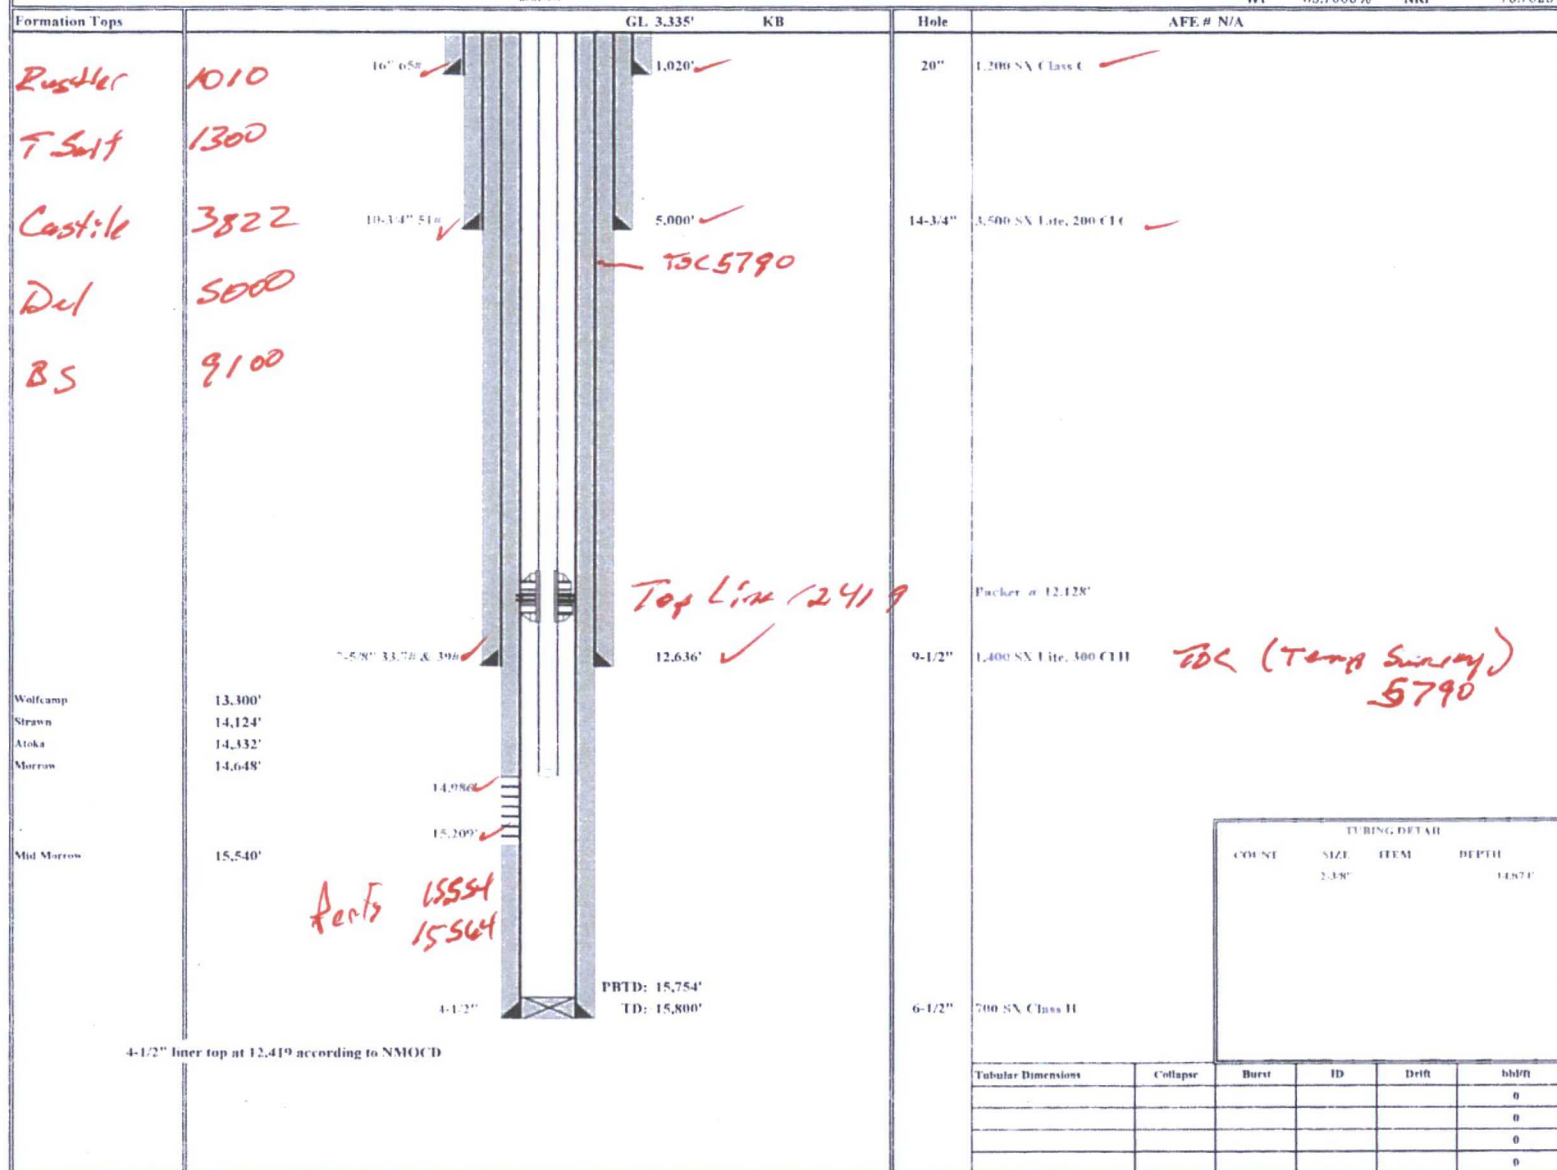 Formation Tops GL 3,335' KB Hole AFE # N/A
16" 65# 1,020' 20" 1,200 SX Class C
Rustler 1010
T Salt 1300
Castile 3822 10-3/4" 51# 5,000' 14-3/4" 3,500 SX Lite, 200 Cl C
TOC 5790
Del 5000
BS 9100
Top Liner 12419 Packer @ 12,128'
7-5/8" 33.7# & 39# 12,636' 9-1/2" 1,400 SX Lite, 300 Cl H TOC (Temp Survey)
5790
Wolfcamp 13,300'
Strawn 14,124'
Atoka 14,332'
Morrow 14,648'
14,986'
15,209'
Mid Morrow 15,540'
TUBING DETAIL
COUNT SIZE ITEM DEPTH
2-3/8"
Perfs 15554
15564
PBTD: 15,754'
4-1/2" TD: 15,800' 6-1/2" 700 SX Class H
4-1/2" liner top at 12,419 according to NMOCD
Tubular Dimensions Collapse Burst ID Drift bbl/ft
0
0
0
0